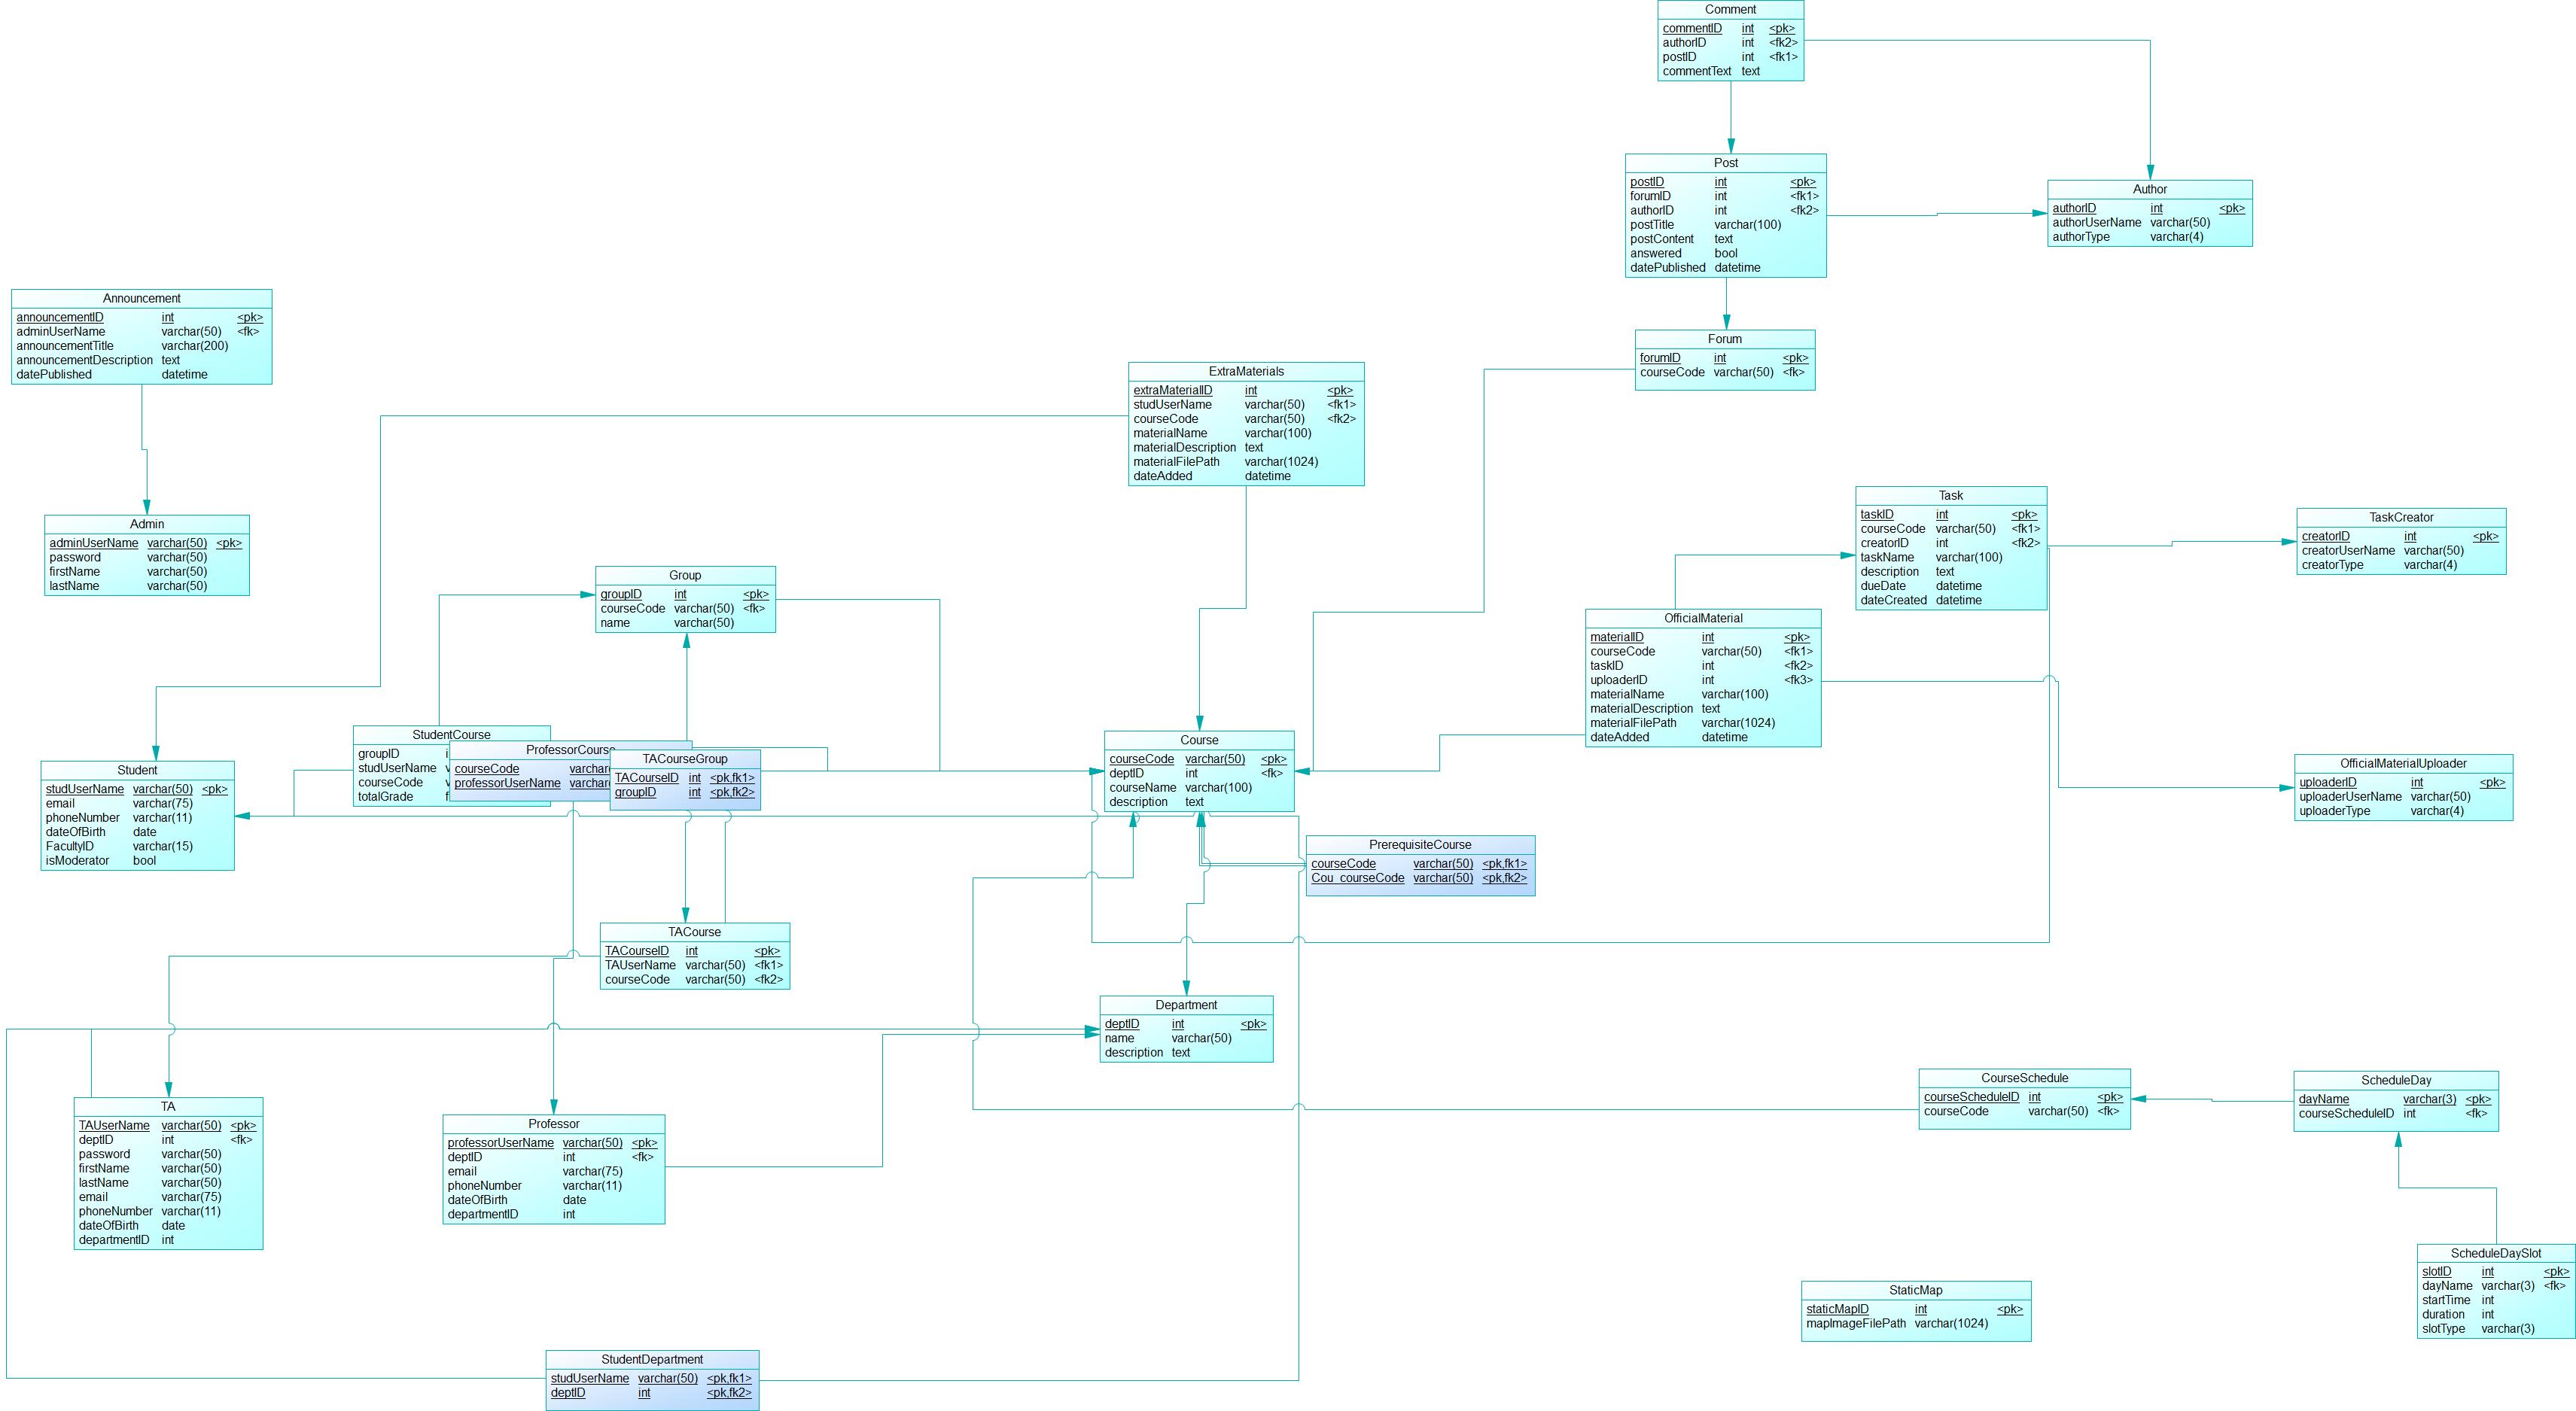 Comment
commentID int <pk>
authorID int <fk2>
postID int <fk1>
commentText text
Post
postID int <pk>
forumID int <fk1>
authorID int <fk2>
postTitle varchar(100)
postContent text
answered bool
datePublished datetime
Author
authorID int <pk>
authorUserName varchar(50)
authorType varchar(4)
Announcement
announcementID int <pk>
adminUserName varchar(50) <fk>
announcementTitle varchar(200)
announcementDescription text
datePublished datetime
Forum
forumID int <pk>
courseCode varchar(50) <fk>
ExtraMaterials
extraMaterialID int <pk>
studUserName varchar(50) <fk1>
courseCode varchar(50) <fk2>
materialName varchar(100)
materialDescription text
materialFilePath varchar(1024)
dateAdded datetime
Admin
adminUserName varchar(50) <pk>
password varchar(50)
firstName varchar(50)
lastName varchar(50)
Group
groupID int <pk>
courseCode varchar(50) <fk>
name varchar(50)
Task
taskID int <pk>
courseCode varchar(50) <fk1>
creatorID int <fk2>
taskName varchar(100)
description text
dueDate datetime
dateCreated datetime
TaskCreator
creatorID int <pk>
creatorUserName varchar(50)
creatorType varchar(4)
OfficialMaterial
materialID int <pk>
courseCode varchar(50) <fk1>
taskID int <fk2>
uploaderID int <fk3>
materialName varchar(100)
materialDescription text
materialFilePath varchar(1024)
dateAdded datetime
StudentCourse
groupID
studUserName
courseCode
totalGrade
ProfessorCourse
courseCode
professorUserName
TACourseGroup
TACourseID int <pk,fk1>
groupID int <pk,fk2>
Course
courseCode varchar(50) <pk>
deptID int <fk>
courseName varchar(100)
description text
Student
studUserName varchar(50) <pk>
email varchar(75)
phoneNumber varchar(11)
dateOfBirth date
FacultyID varchar(15)
isModerator bool
OfficialMaterialUploader
uploaderID int <pk>
uploaderUserName varchar(50)
uploaderType varchar(4)
PrerequisiteCourse
courseCode varchar(50) <pk,fk1>
Cou_courseCode varchar(50) <pk,fk2>
TACourse
TACourseID int <pk>
TAUserName varchar(50) <fk1>
courseCode varchar(50) <fk2>
Department
deptID int <pk>
name varchar(50)
description text
TA
TAUserName varchar(50) <pk>
deptID int <fk>
password varchar(50)
firstName varchar(50)
lastName varchar(50)
email varchar(75)
phoneNumber varchar(11)
dateOfBirth date
departmentID int
Professor
professorUserName varchar(50) <pk>
deptID int <fk>
email varchar(75)
phoneNumber varchar(11)
dateOfBirth date
departmentID int
CourseSchedule
courseScheduleID int <pk>
courseCode varchar(50) <fk>
ScheduleDay
dayName varchar(3) <pk>
courseScheduleID int <fk>
ScheduleDaySlot
slotID int <pk>
dayName varchar(3) <fk>
startTime int
duration int
slotType varchar(3)
StaticMap
staticMapID int <pk>
mapImageFilePath varchar(1024)
StudentDepartment
studUserName varchar(50) <pk,fk1>
deptID int <pk,fk2>